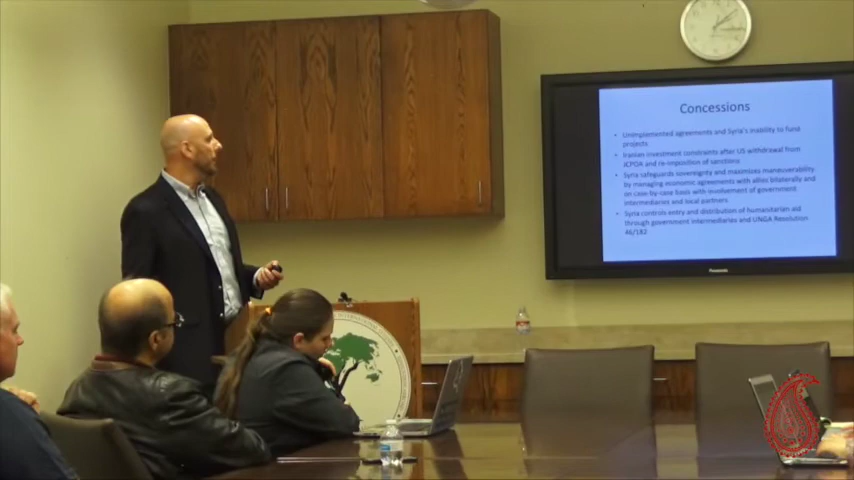 Concessions
• Unimplemented agreements and Syria's inability to fund
projects
• Iranian investment constraints after US withdrawal from
JCPOA and re-imposition of sanctions
• Syria safeguards sovereignty and maximizes maneuverability
by managing economic agreements with allies bilaterally and
on case-by-case basis with involvement of government
intermediaries and local partners
• Syria controls entry and distribution of humanitarian aid
through government intermediaries and UNGA Resolution
46/182
Panasonic